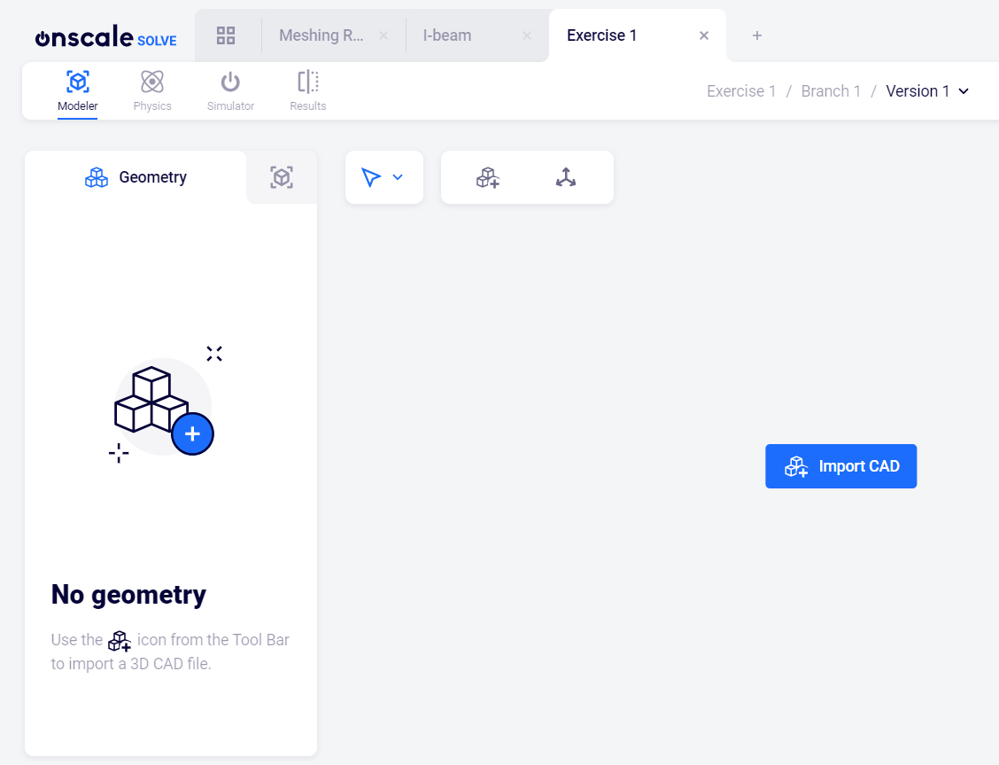 onscale SOLVE
Meshing R...
I-beam
Exercise 1
Modeler
Physics
Simulator
Results
Exercise 1 / Branch 1 / Version 1
Geometry
Import CAD
No geometry
Use the icon from the Tool Bar
to import a 3D CAD file.